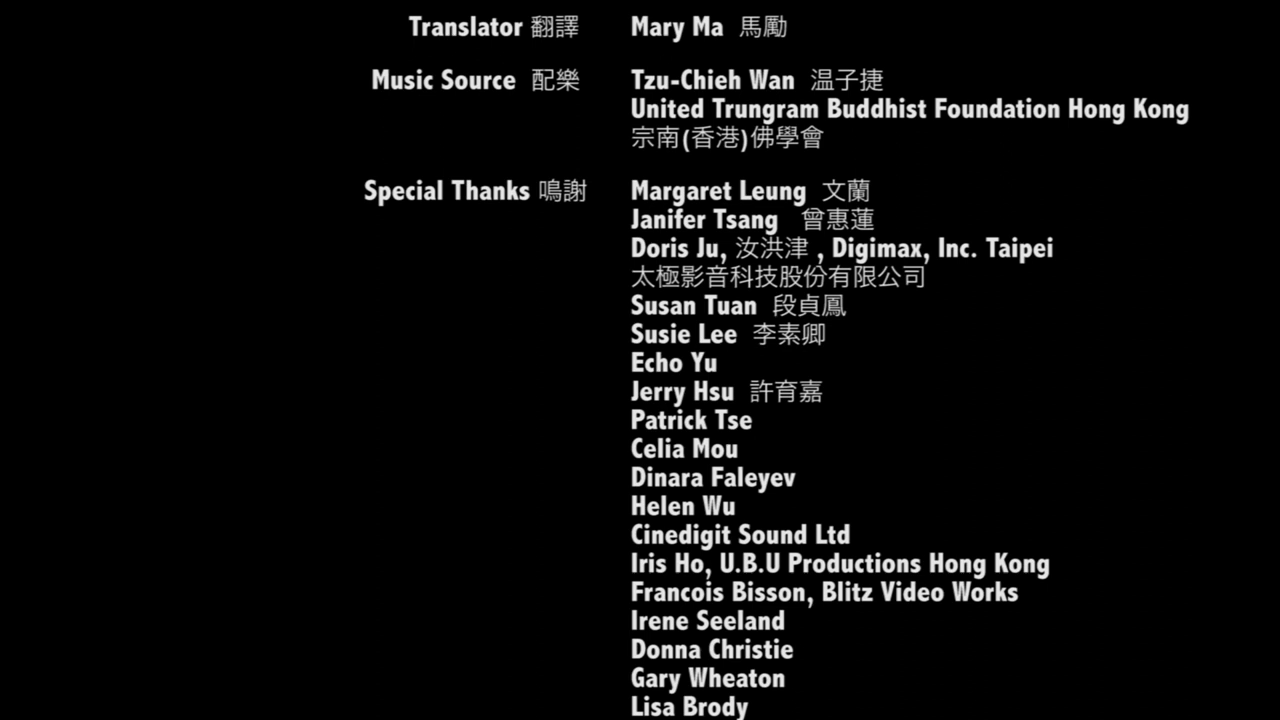 Translator 翻譯 Mary Ma 馬勵
Music Source 配樂 Tzu-Chieh Wan 温子捷
United Trungram Buddhist Foundation Hong Kong
宗南(香港)佛學會
Special Thanks 鳴謝 Margaret Leung 文蘭
Janifer Tsang 曾惠蓮
Doris Ju, 汝洪津 , Digimax, Inc. Taipei
太極影音科技股份有限公司
Susan Tuan 段貞鳳
Susie Lee 李素卿
Echo Yu
Jerry Hsu 許育嘉
Patrick Tse
Celia Mou
Dinara Faleyev
Helen Wu
Cinedigit Sound Ltd
Iris Ho, U.B.U Productions Hong Kong
Francois Bisson, Blitz Video Works
Irene Seeland
Donna Christie
Gary Wheaton
Lisa Brody